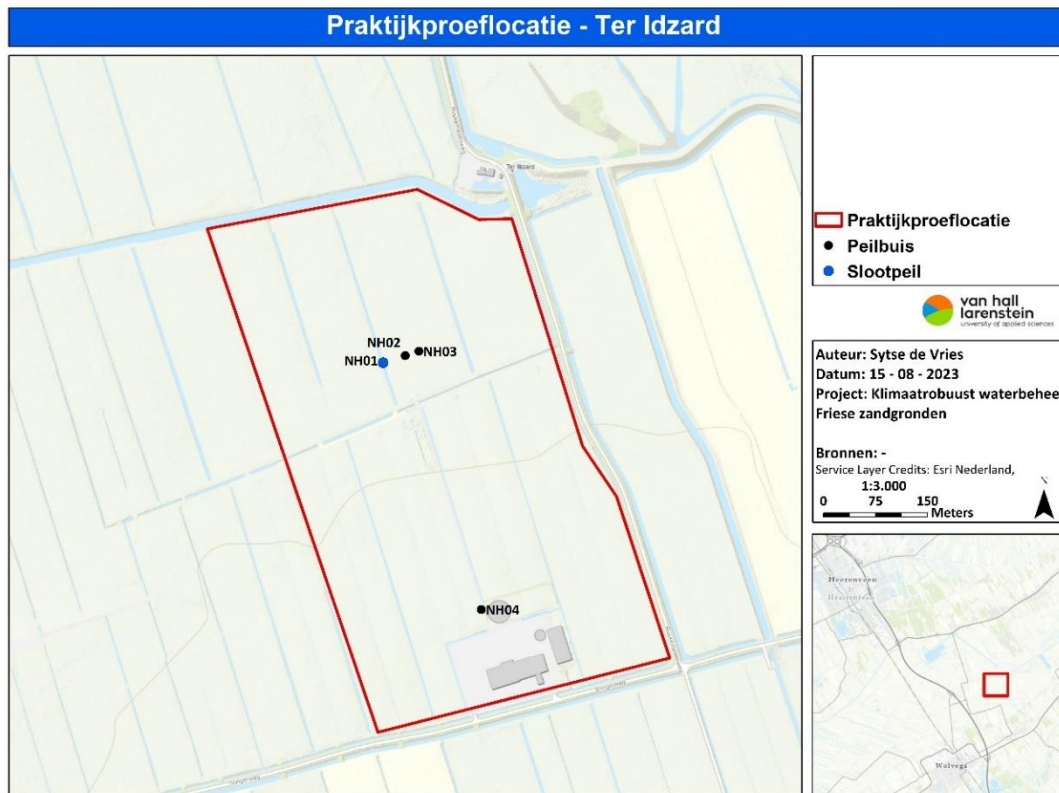 Praktijkproeflocatie - Ter Idzard
Ter Idzard
NH02
NH03
NH01
NH04
Praktijkproeflocatie
Peilbuis
Slootpeil
van hall
larenstein
university of applied sciences
Auteur: Sytse de Vries
Datum: 15 - 08 - 2023
Project: Klimaatrobuust waterbehee
Friese zandgronden
Bronnen: -
Service Layer Credits: Esri Nederland,
1:3.000
0 75 150
Meters
N
Heerenveen
Wolvega